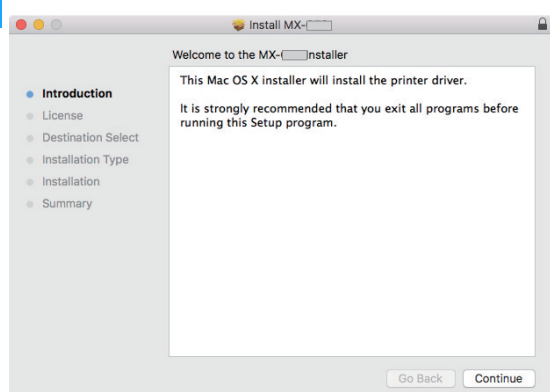 Install MX-
Welcome to the MX- nstaller
Introduction
License
Destination Select
Installation Type
Installation
Summary
This Mac OS X installer will install the printer driver.
It is strongly recommended that you exit all programs before
running this Setup program.
Go Back
Continue